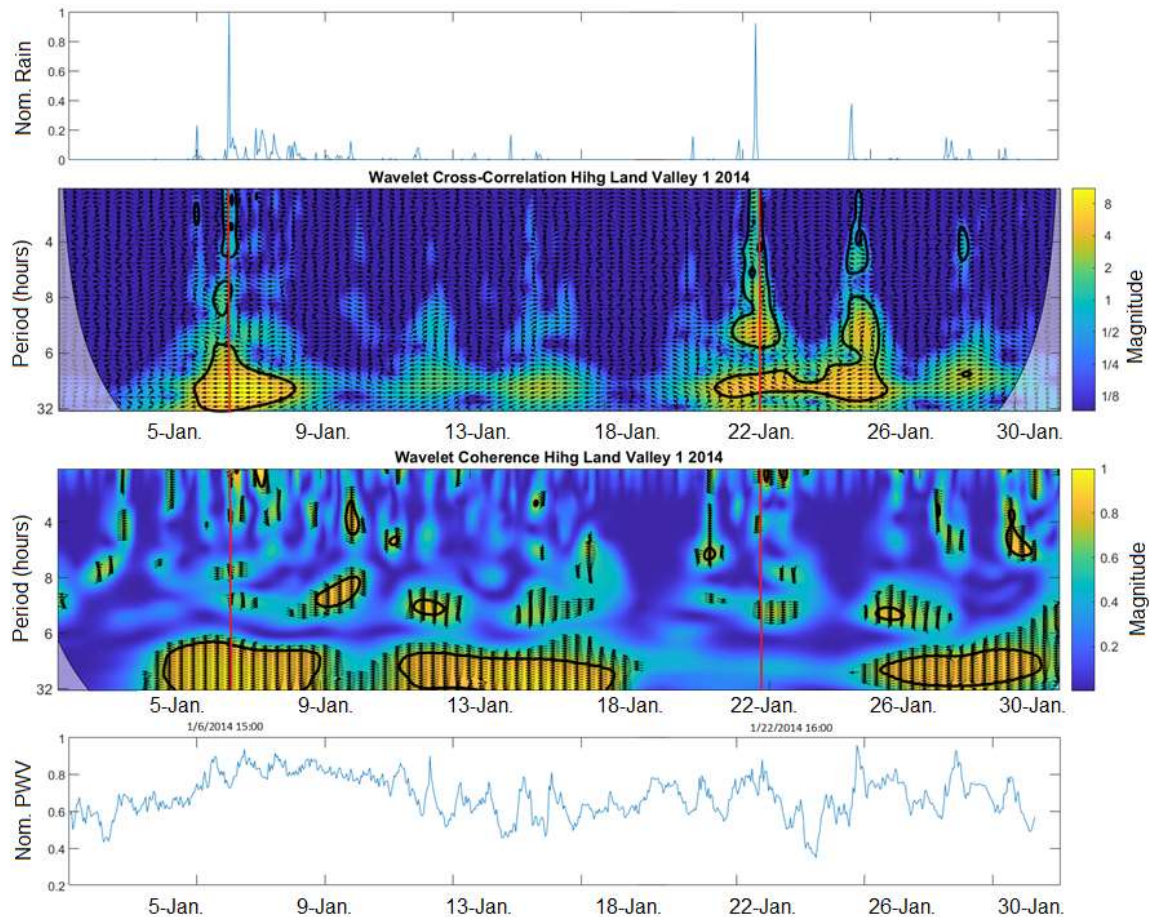 1
0.8
0.6
0.4
0.2
0
Nom. Rain
Wavelet Cross-Correlation Hihg Land Valley 1 2014
4
8
6
32
Period (hours)
8
4
2
1
1/2
1/4
1/8
Magnitude
5-Jan. 9-Jan. 13-Jan. 18-Jan. 22-Jan. 26-Jan. 30-Jan.
Wavelet Coherence Hihg Land Valley 1 2014
4
8
6
32
Period (hours)
1
0.8
0.6
0.4
0.2
Magnitude
5-Jan. 9-Jan. 13-Jan. 18-Jan. 22-Jan. 26-Jan. 30-Jan.
1/6/2014 15:00 1/22/2014 16:00
1
0.8
0.6
0.4
0.2
Nom. PWV
5-Jan. 9-Jan. 13-Jan. 18-Jan. 22-Jan. 26-Jan. 30-Jan.